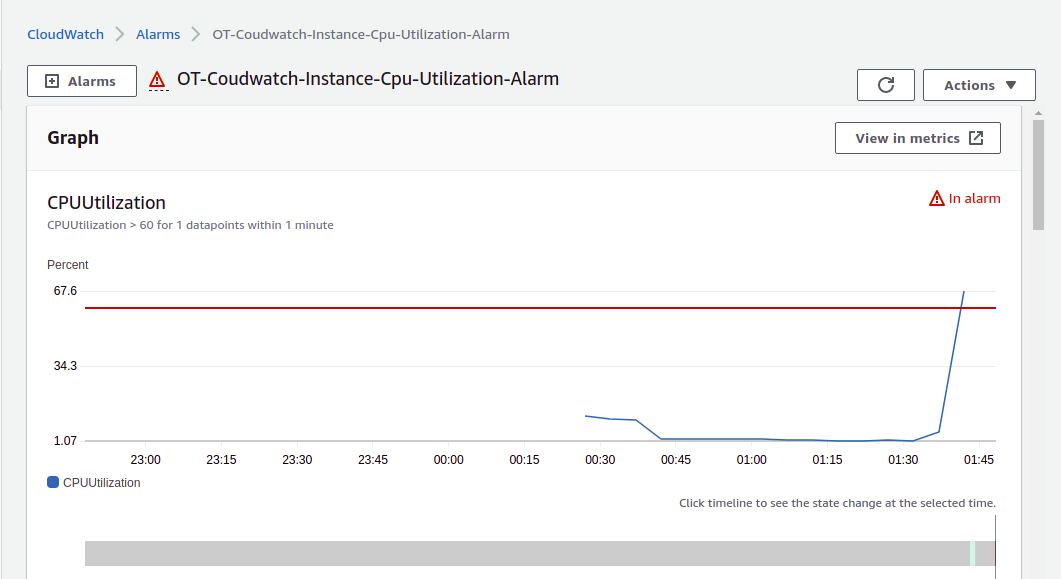 CloudWatch > Alarms > OT-Coudwatch-Instance-Cpu-Utilization-Alarm
Alarms
OT-Coudwatch-Instance-Cpu-Utilization-Alarm
Actions
Graph
View in metrics
CPUUtilization
In alarm
CPUUtilization > 60 for 1 datapoints within 1 minute
Percent
67.6
34.3
1.07
23:00 23:15 23:30 23:45 00:00 00:15 00:30 00:45 01:00 01:15 01:30 01:45
CPUUtilization
Click timeline to see the state change at the selected time.